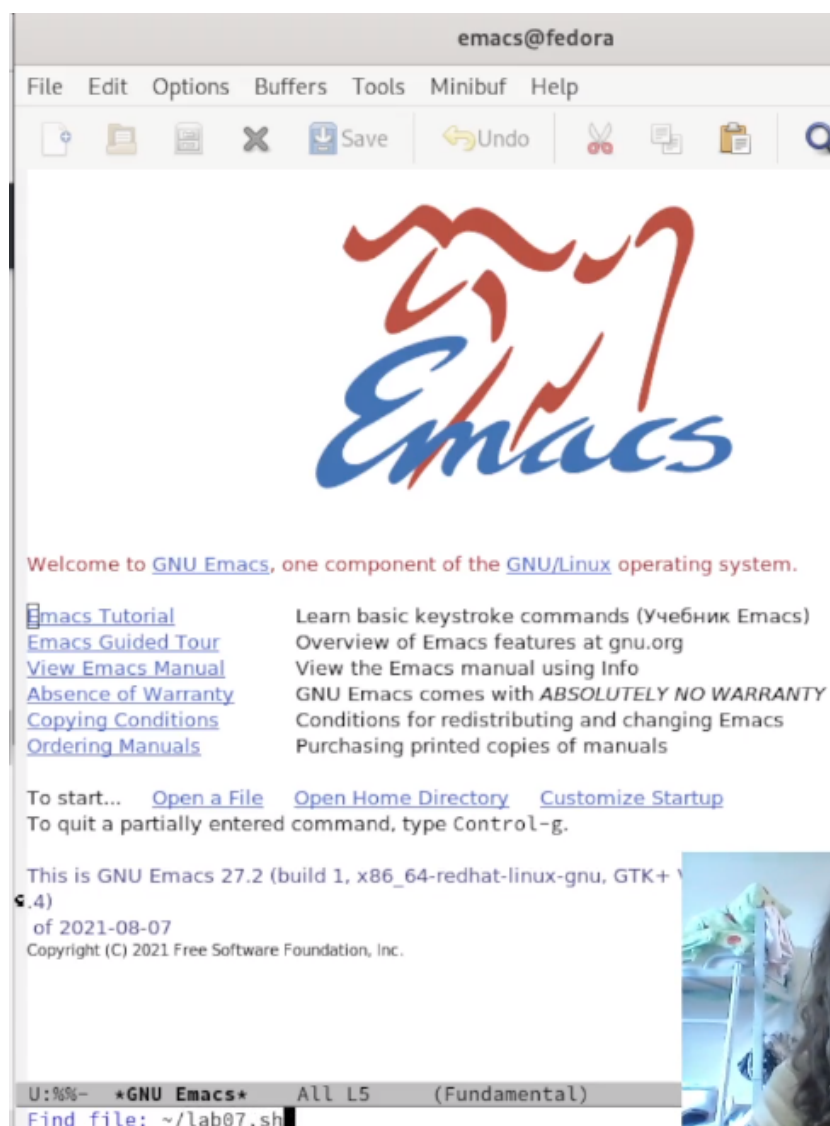 emacs@fedora
File Edit Options Buffers Tools Minibuf Help
Save Undo
Emacs
Welcome to GNU Emacs, one component of the GNU/Linux operating system.
Emacs Tutorial Learn basic keystroke commands (Учебник Emacs)
Emacs Guided Tour Overview of Emacs features at gnu.org
View Emacs Manual View the Emacs manual using Info
Absence of Warranty GNU Emacs comes with ABSOLUTELY NO WARRANTY
Copying Conditions Conditions for redistributing and changing Emacs
Ordering Manuals Purchasing printed copies of manuals
To start... Open a File Open Home Directory Customize Startup
To quit a partially entered command, type Control-g.
This is GNU Emacs 27.2 (build 1, x86_64-redhat-linux-gnu, GTK+
.4)
of 2021-08-07
Copyright (C) 2021 Free Software Foundation, Inc.
U:%%- *GNU Emacs* All L5 (Fundamental)
Find file: ~/lab07.sh